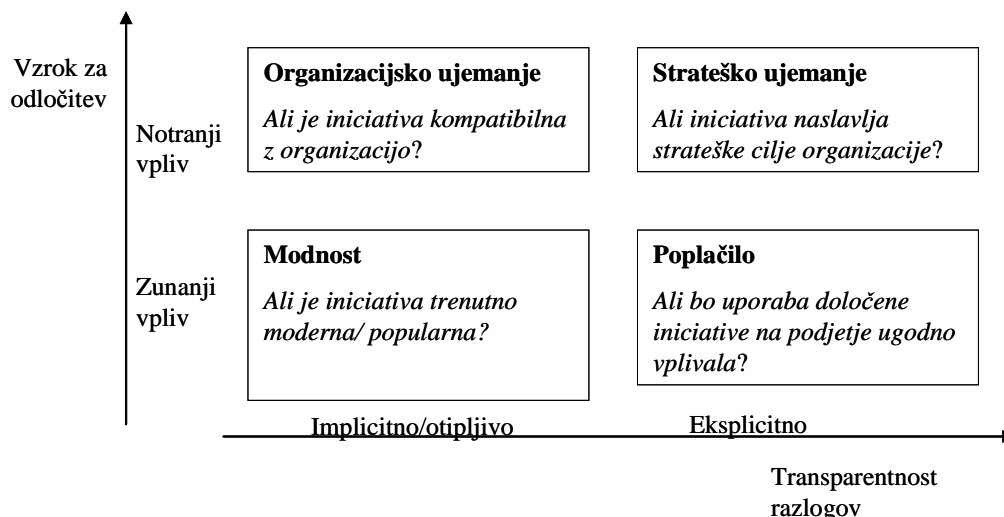 Vzrok za
odločitev
Notranji
vpliv
Organizacijsko ujemanje
Ali je iniciativa kompatibilna
z organizacijo?
Strateško ujemanje
Ali iniciativa naslavlja
strateške cilje organizacije?
Zunanji
vpliv
Modnost
Ali je iniciativa trenutno
moderna/ popularna?
Poplačilo
Ali bo uporaba določene
iniciative na podjetje ugodno
vplivala?
Implicitno/otipljivo
Eksplicitno
Transparentnost
razlogov